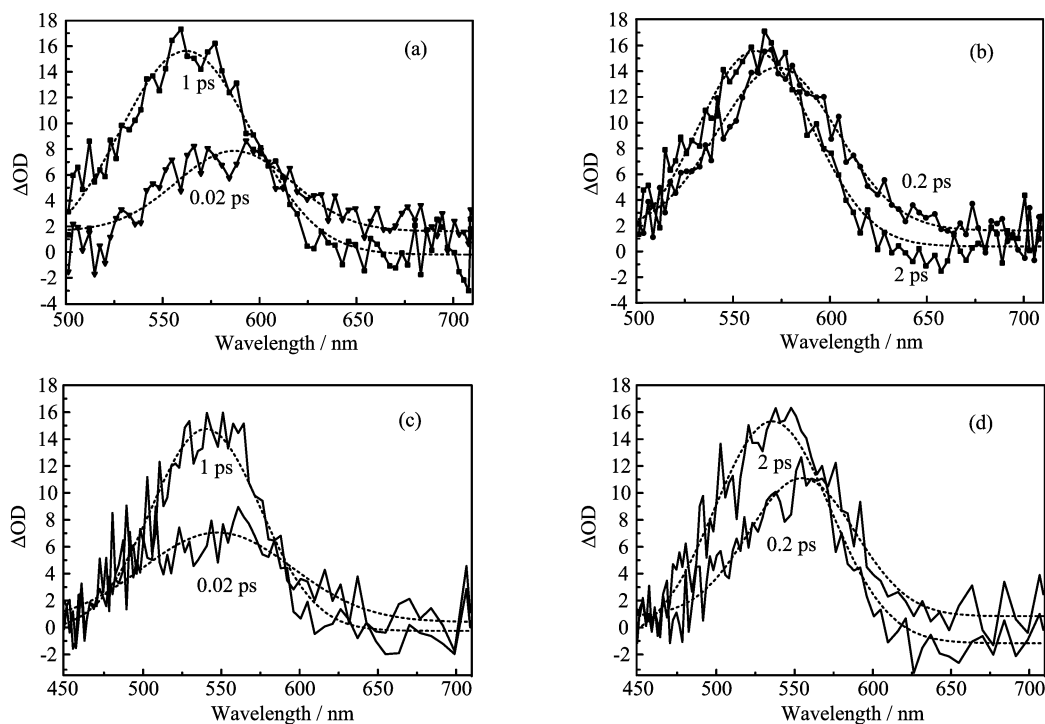 18
16
14
12
10
8
6
4
2
0
-2
-4
ΔOD
(a)
1 ps
0.02 ps
500 550 600 650 700
Wavelength / nm
18
16
14
12
10
8
6
4
2
0
-2
-4
ΔOD
(b)
0.2 ps
2 ps
500 550 600 650 700
Wavelength / nm
18
16
14
12
10
8
6
4
2
0
-2
ΔOD
(c)
1 ps
0.02 ps
450 500 550 600 650 700
Wavelength / nm
18
16
14
12
10
8
6
4
2
0
-2
ΔOD
(d)
2 ps
0.2 ps
450 500 550 600 650 700
Wavelength / nm